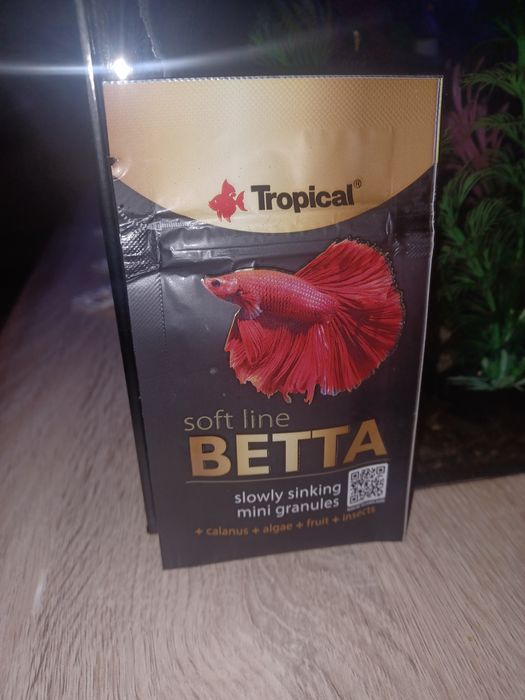 Tropical®
soft line
BETTA
slowly sinking
mini granules
+ calanus + algae + fruit + insects